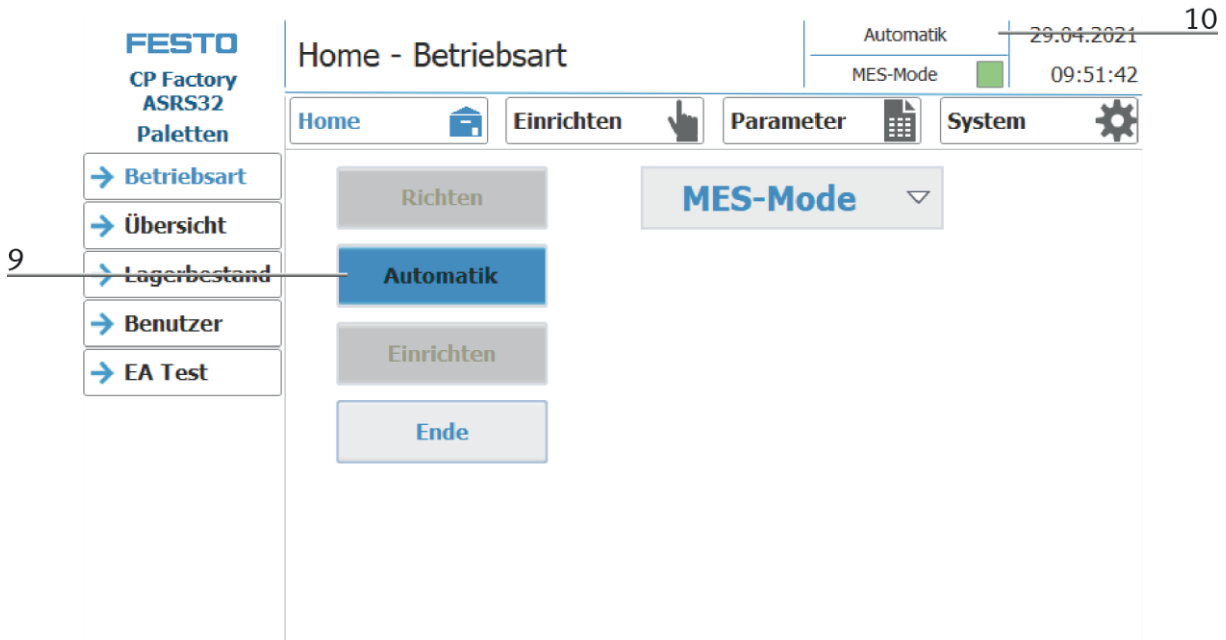 10
FESTO
CP Factory
ASRS32
Paletten
Home - Betriebsart
Automatik
29.04.2021
MES-Mode
09:51:42
Home
Einrichten
Parameter
System
Betriebsart
Übersicht
Lagerbestand
Benutzer
EA Test
9
Richten
MES-Mode
Automatik
Einrichten
Ende